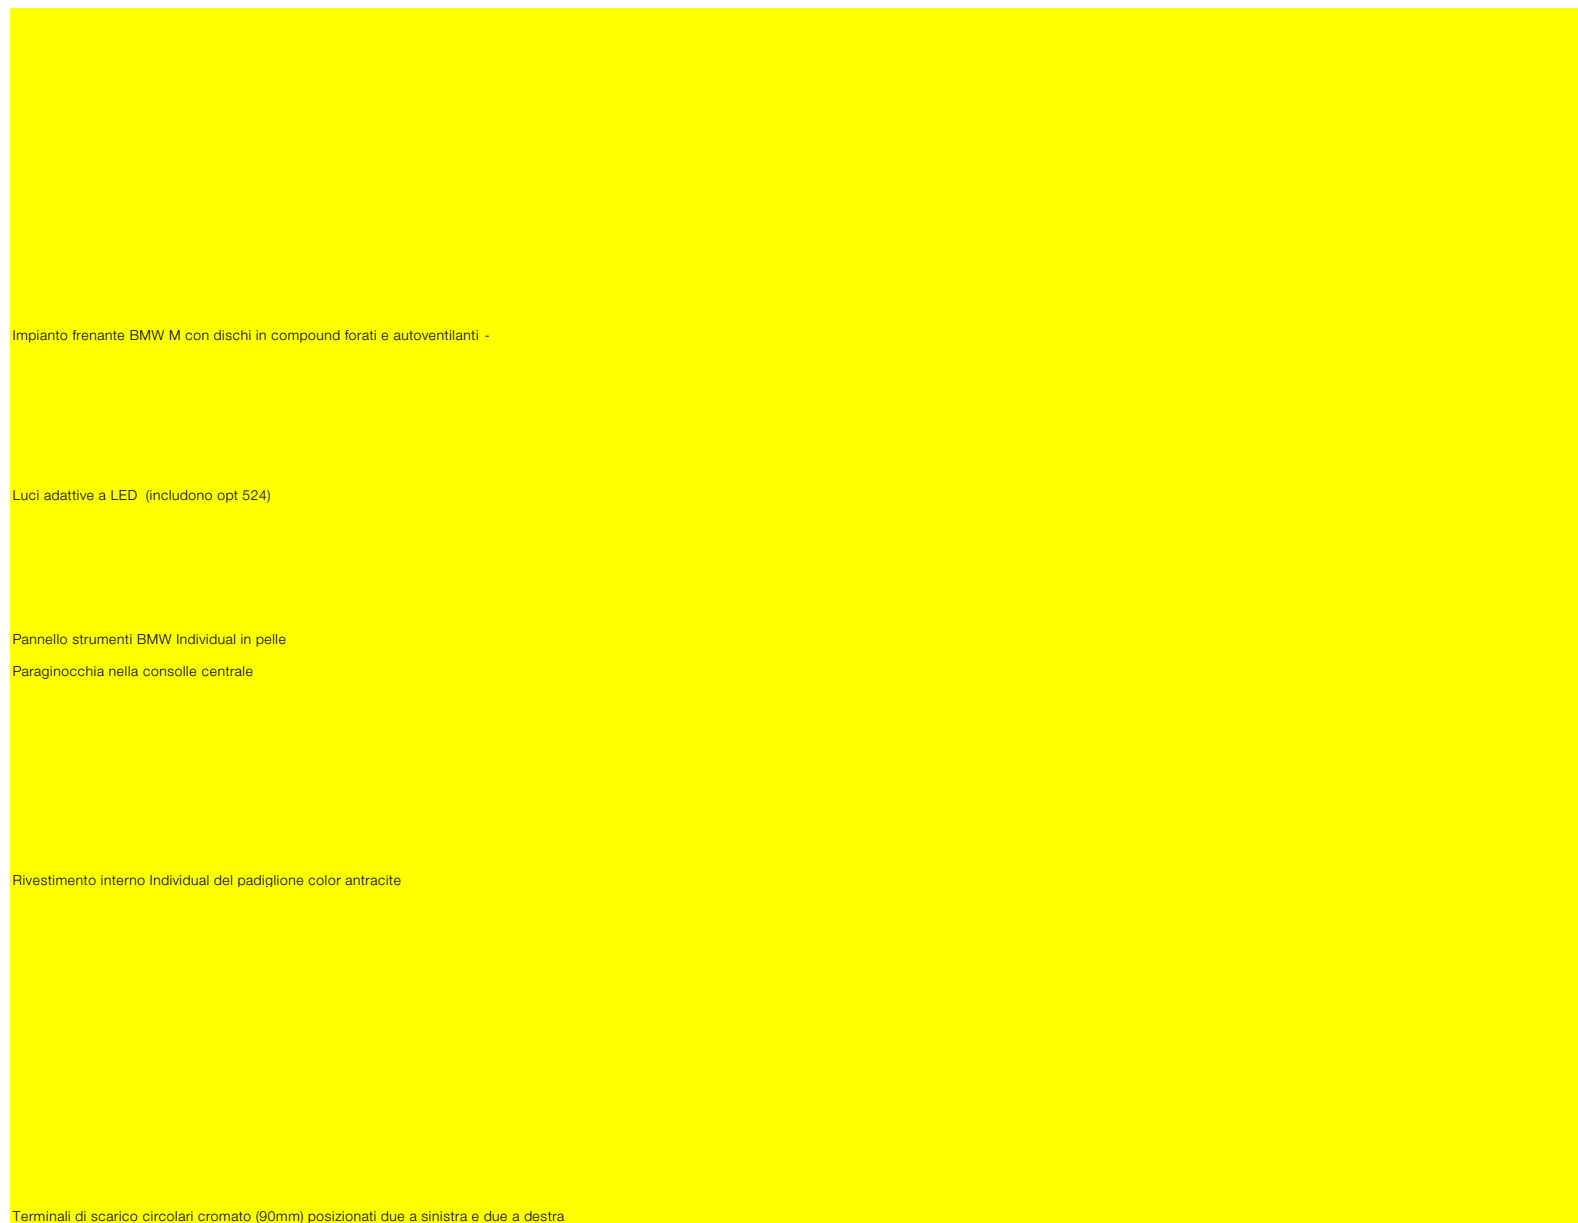 Impianto frenante BMW M con dischi in compound forati e autoventilanti -
Luci adattive a LED (includono opt 524)
Pannello strumenti BMW Individual in pelle
Paraginocchia nella consolle centrale
Rivestimento interno Individual del padiglione color antracite
Terminali di scarico circolari cromato (90mm) posizionati due a sinistra e due a destra